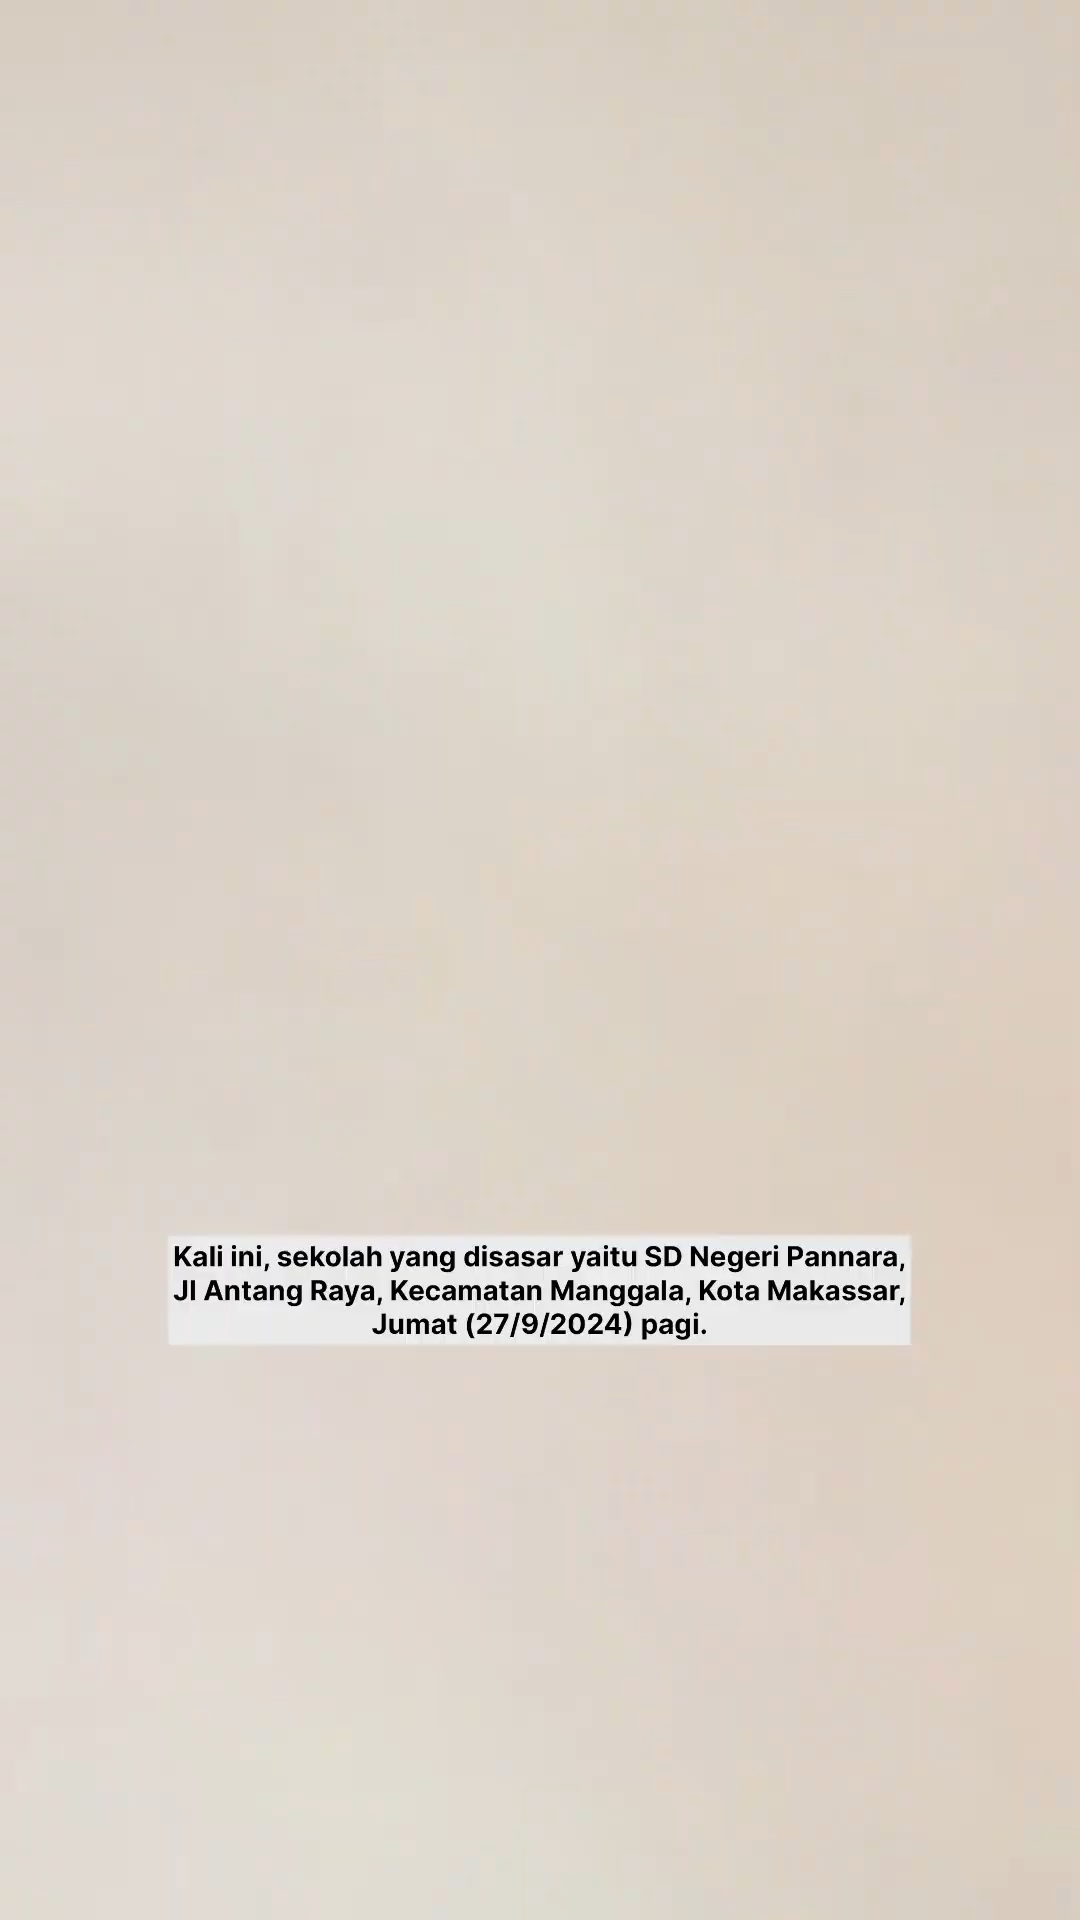 Kali ini, sekolah yang disasar yaitu SD Negeri Pannara,
Jl Antang Raya, Kecamatan Manggala, Kota Makassar,
Jumat (27/9/2024) pagi.